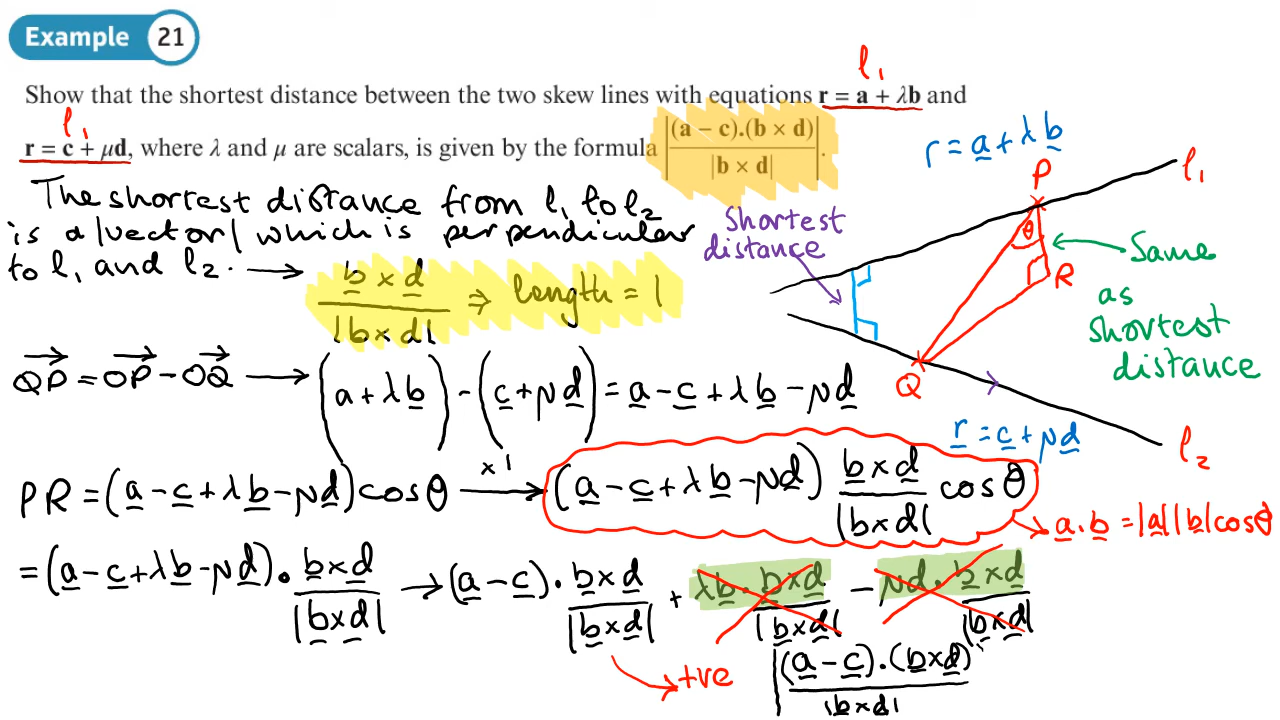 Example 21
l₁
Show that the shortest distance between the two skew lines with equations r = a + λb and
l₁
r = c + μd, where λ and μ are scalars, is given by the formula |(a − c).(b × d) / |b × d||.
The shortest distance from l₁ to l₂
is a |vector| which is perpendicular
to l₁ and l₂. → b × d / |b × d| ⇒ length = 1
r = a + λb
P
l₁
Shortest
distance
θ
R
Same
as
shortest
distance
Q
r = c + μd
l₂
QP = OP − OQ → (a + λb) − (c + μd) = a − c + λb − μd
PR = (a − c + λb − μd) cosθ ×1 → (a − c + λb − μd) b × d / |b × d| cosθ
→ a . b = |a||b|cosθ
= (a − c + λb − μd) . b × d / |b × d| → (a − c) . b × d / |b × d| + λb . b × d / |b × d| − μd . b × d / |b × d|
→ +ve |(a − c) . (b × d) / |b × d|